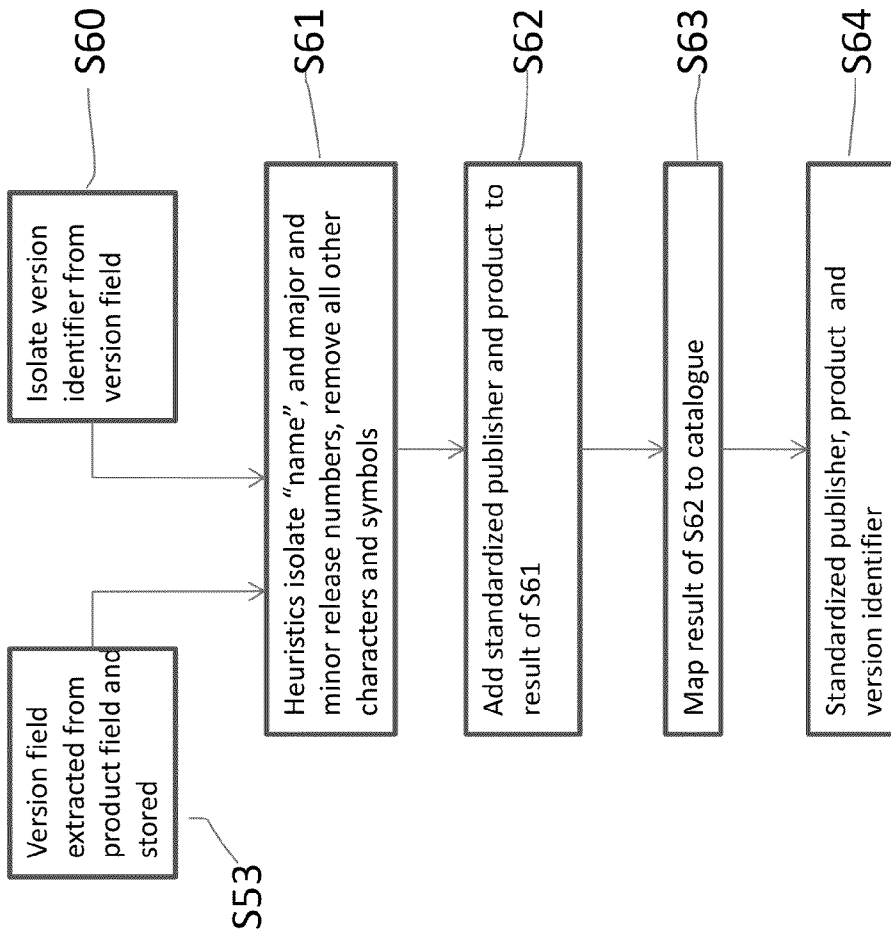 Version field
extracted from
product field and
stored
S53
Isolate version
identifier from
version field
S60
Heuristics isolate “name”, and major and
minor release numbers, remove all other
characters and symbols
S61
Add standardized publisher and product to
result of S61
S62
Map result of S62 to catalogue
S63
Standardized publisher, product and
version identifier
S64